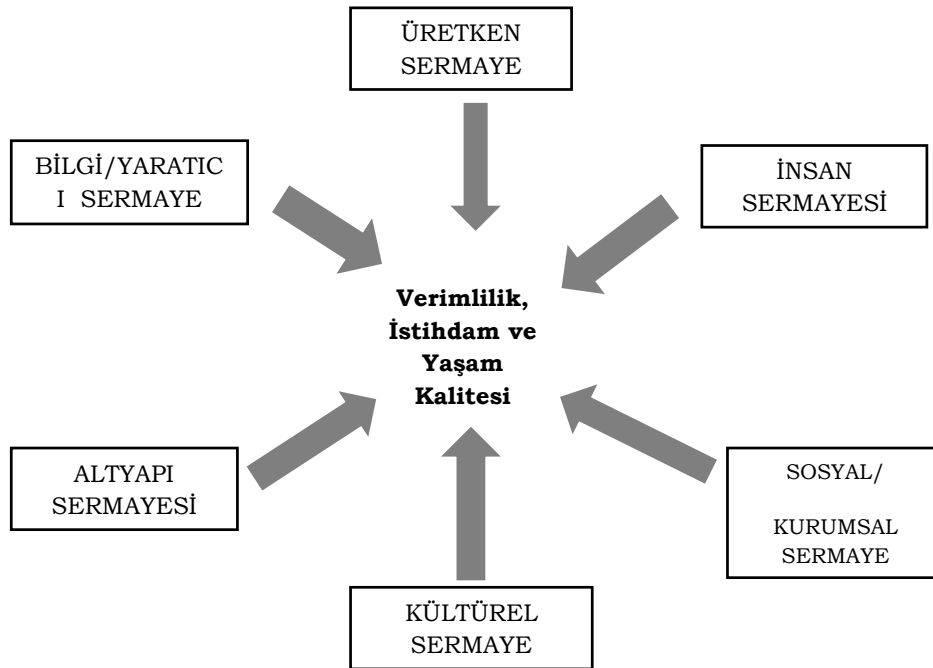 ÜRETKEN
SERMAYE
BİLGİ/YARATIC
I SERMAYE
İNSAN
SERMAYESİ
Verimlilik,
İstihdam ve
Yaşam
Kalitesi
ALTYAPI
SERMAYESİ
SOSYAL/
KURUMSAL
SERMAYE
KÜLTÜREL
SERMAYE